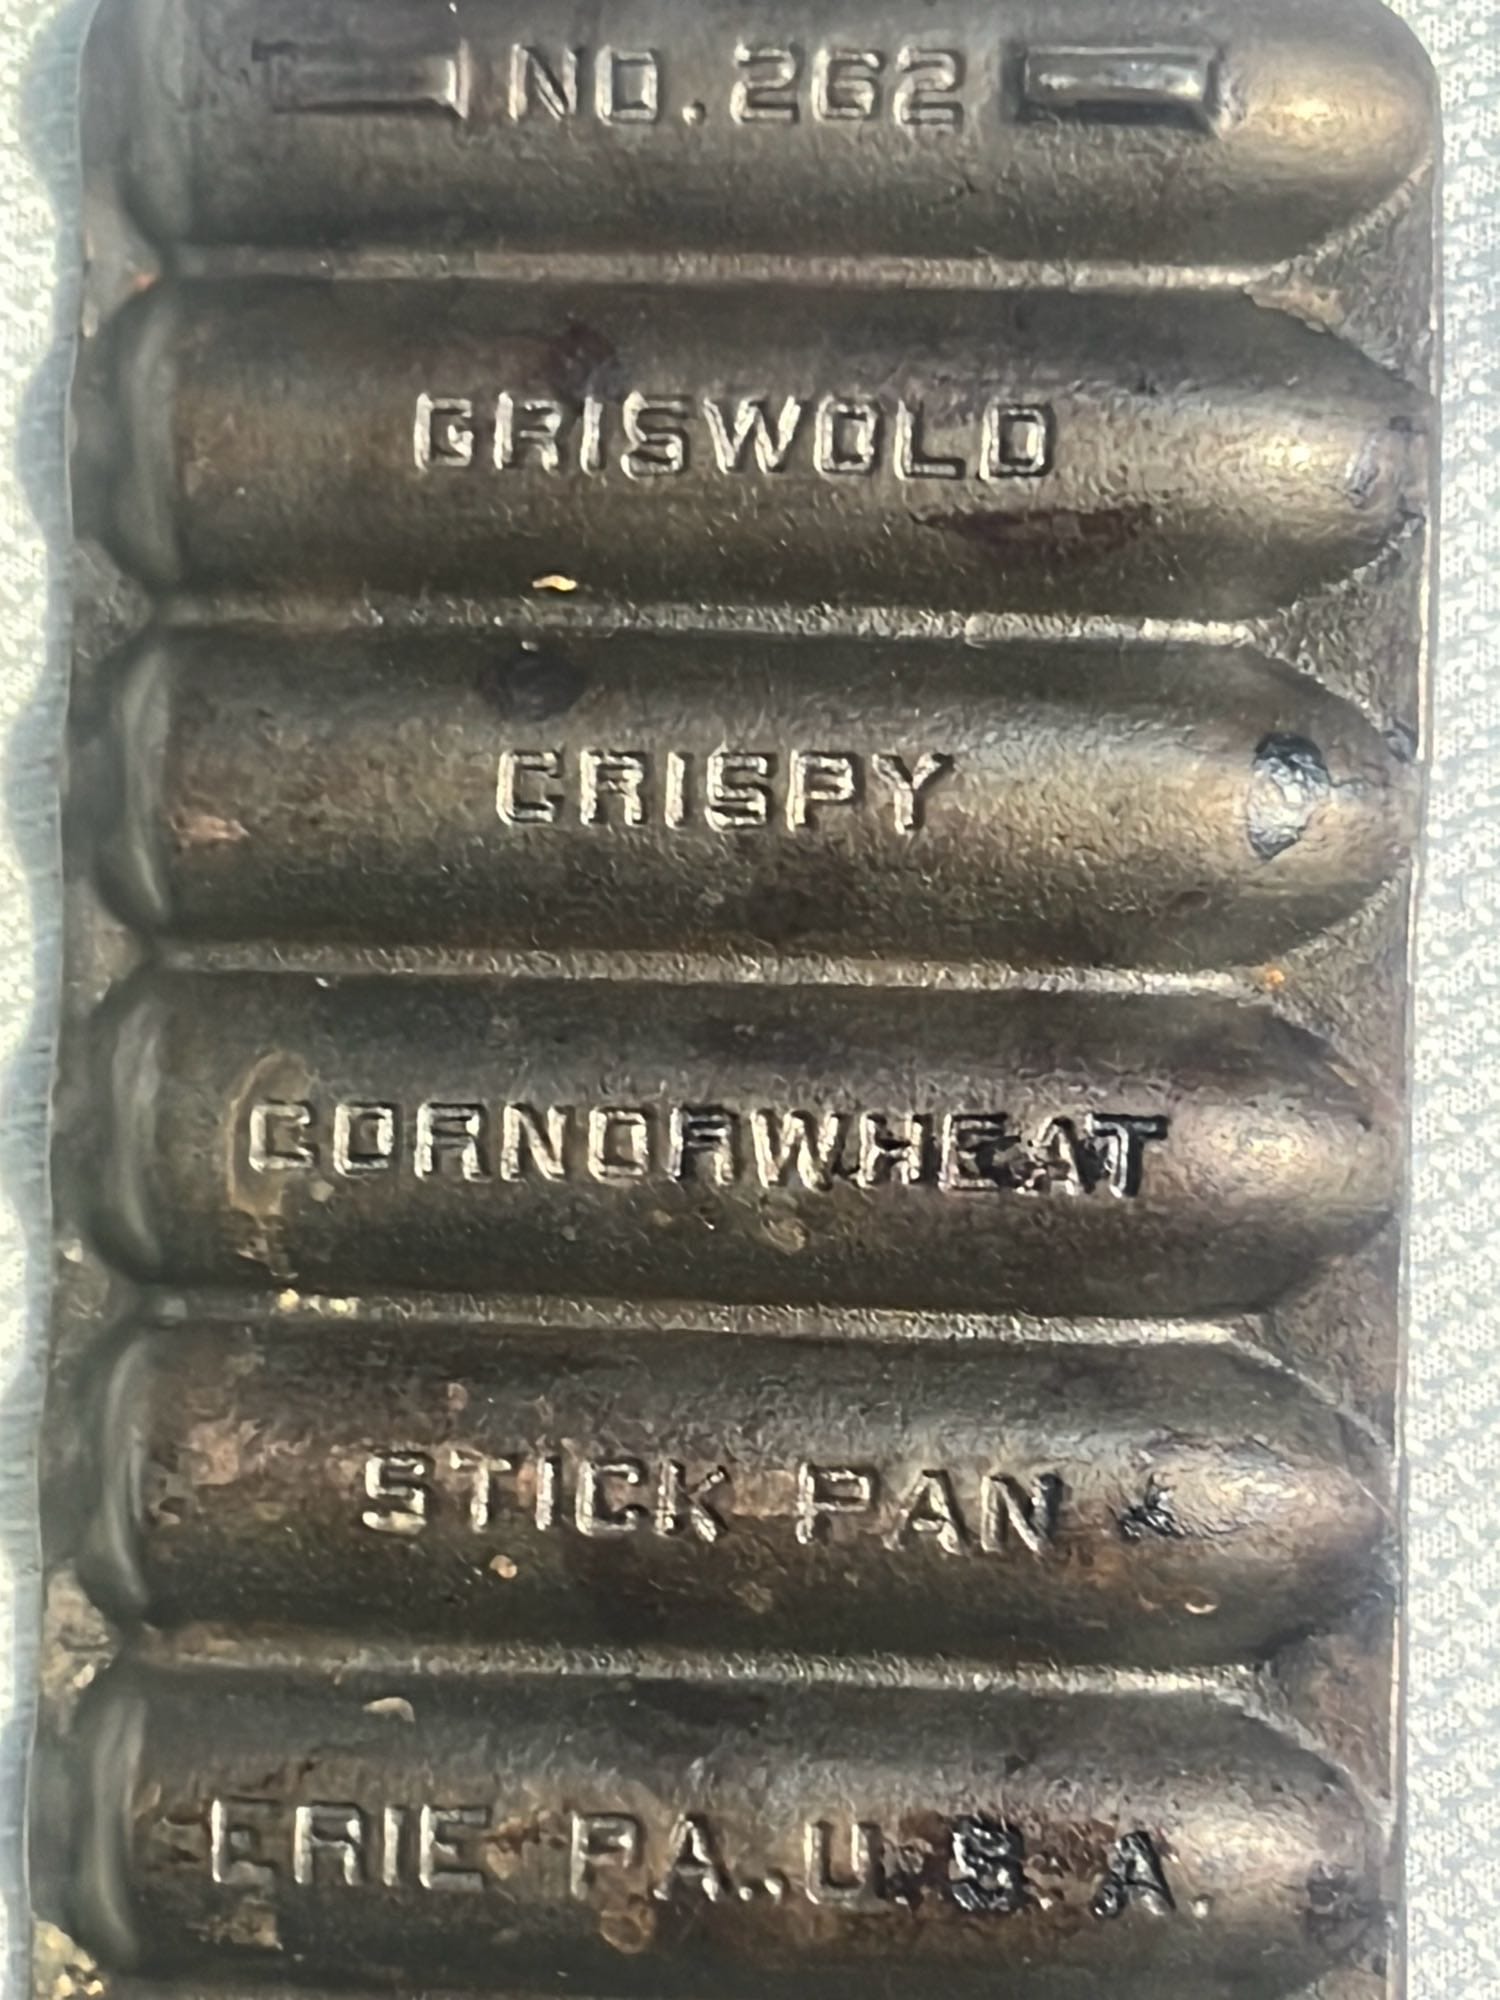 NO. 262
GRISWOLD
CRISPY
CORNORWHEAT
STICK PAN
ERIE PA., U.S.A.